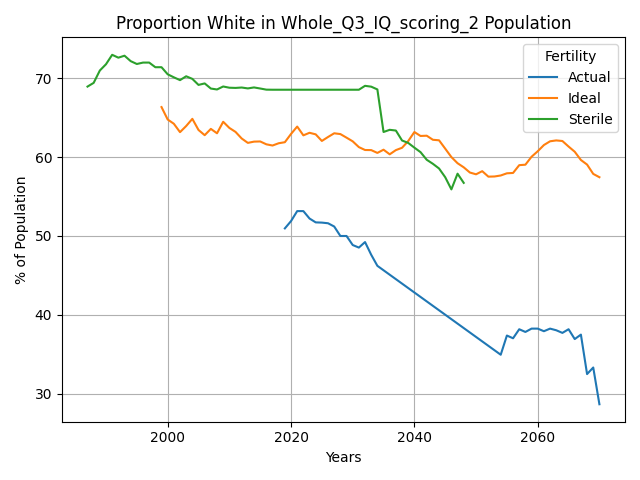 Proportion White in Whole_Q3_IQ_scoring_2 Population
Fertility
Actual
Ideal
Sterile
% of Population
70
60
50
40
30
2000
2020
2040
2060
Years